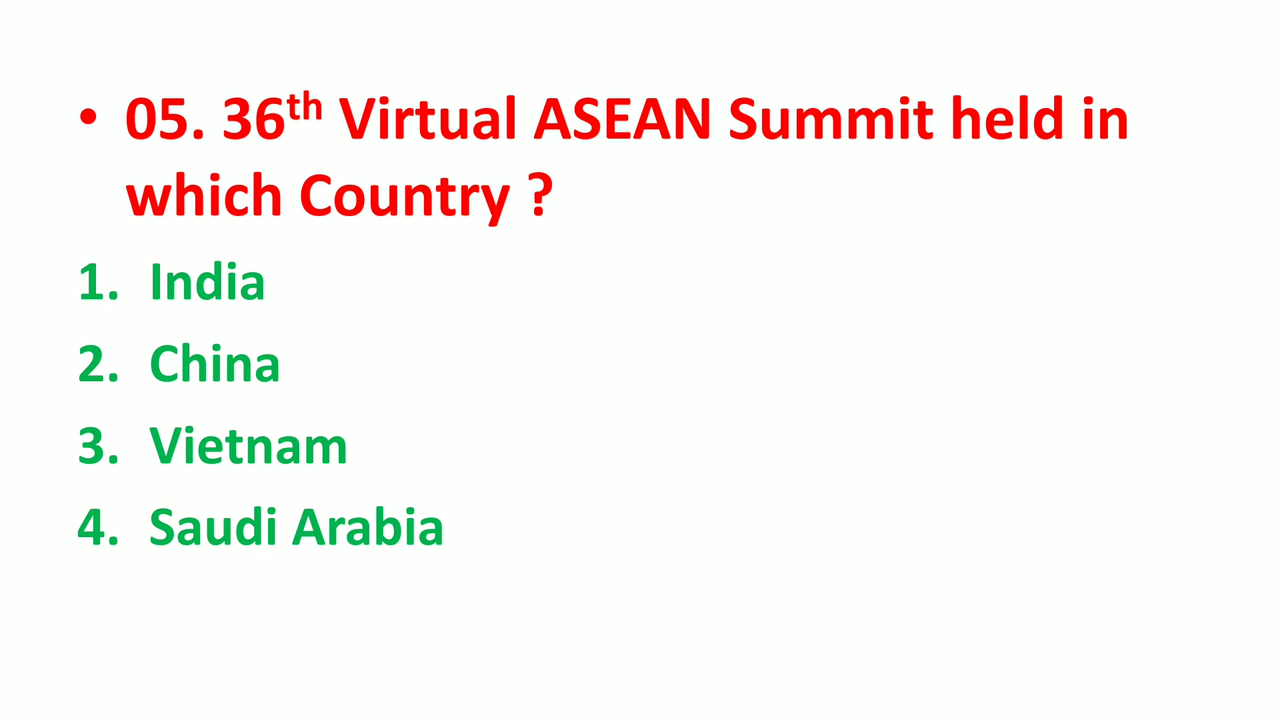 • 05. 36th Virtual ASEAN Summit held in
which Country ?
1. India
2. China
3. Vietnam
4. Saudi Arabia